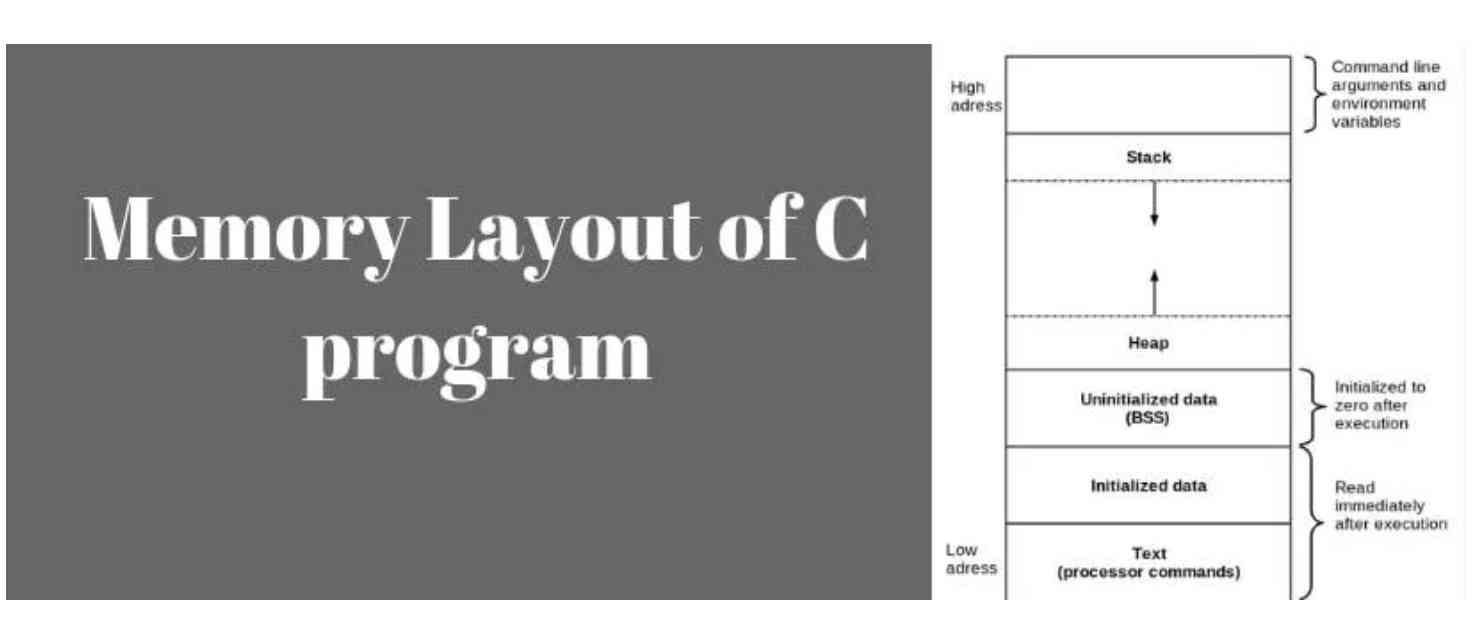 Memory Layout of C
program
High
adress
Command line
arguments and
environment
variables
Stack
Heap
Uninitialized data
(BSS)
Initialized to
zero after
execution
Initialized data
Read
immediately
after execution
Low
adress
Text
(processor commands)